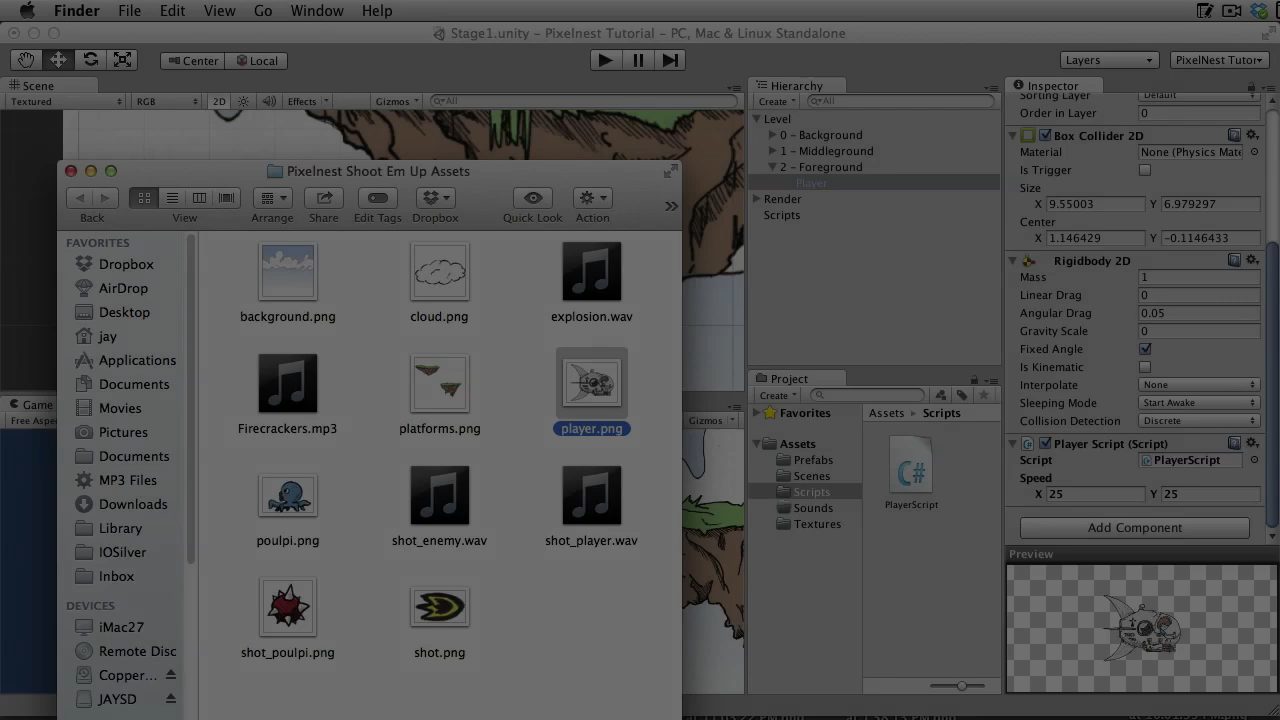 Finder File Edit View Go Window Help
Stage1.unity – Pixelnest Tutorial – PC, Mac & Linux Standalone
Center Local Layers PixelNest Tutor
Scene
Textured RGB 2D Effects Gizmos All
Hierarchy
Create All
Level
0 – Background
1 – Middleground
2 – Foreground
Player
Render
Scripts
Inspector
Sorting Layer Default
Order in Layer 0
Box Collider 2D
Material None (Physics Mate
Is Trigger
Size
X 9.55003 Y 6.979297
Center
X 1.146429 Y -0.1146433
Rigidbody 2D
Mass 1
Linear Drag 0
Angular Drag 0.05
Gravity Scale 0
Fixed Angle
Is Kinematic
Interpolate None
Sleeping Mode Start Awake
Collision Detection Discrete
Player Script (Script)
Script PlayerScript
Speed
X 25 Y 25
Add Component
Preview
Pixelnest Shoot Em Up Assets
Back View Arrange Share Edit Tags Dropbox Quick Look Action
FAVORITES
Dropbox
AirDrop
Desktop
jay
Applications
Documents
Movies
Pictures
Documents
MP3 Files
Downloads
Library
IOSilver
Inbox
DEVICES
iMac27
Remote Disc
Copper...
JAYSD
background.png cloud.png explosion.wav
Firecrackers.mp3 platforms.png player.png
poulpi.png shot_enemy.wav shot_player.wav
shot_poulpi.png shot.png
Game
Free Aspe
Gizmos
Project
Create
Favorites
Assets
Prefabs
Scenes
Scripts
Sounds
Textures
Assets Scripts
C#
PlayerScript